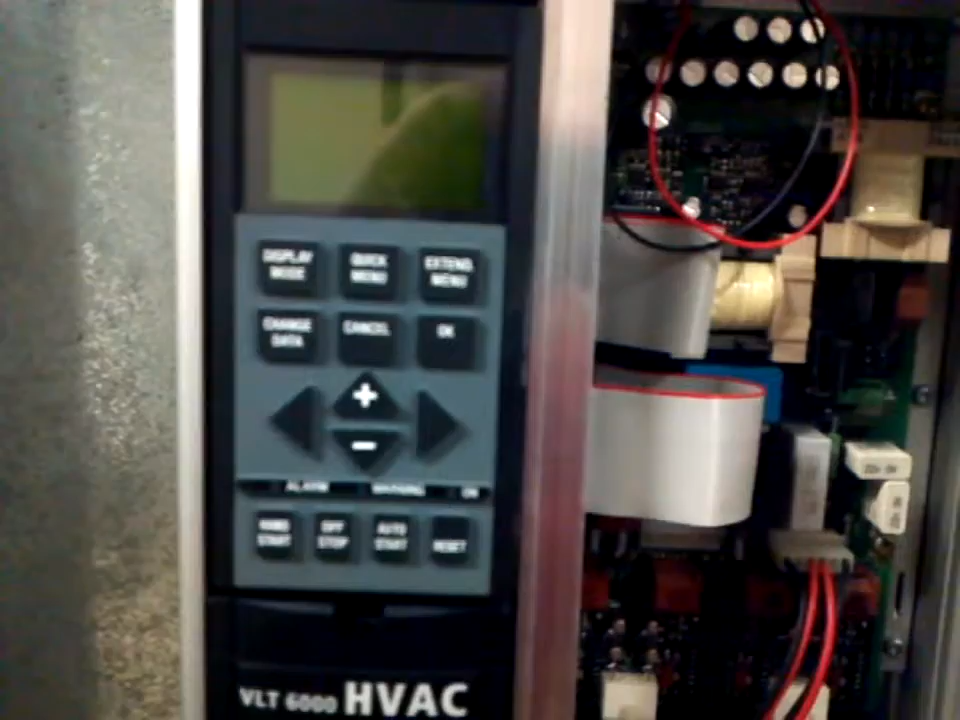 DISPLAY MODE
QUICK MENU
EXTEND. MENU
CHANGE DATA
CANCEL
OK
+
-
ALARM WARNING ON
HAND START
OFF STOP
AUTO START
RESET
VLT 6000 HVAC